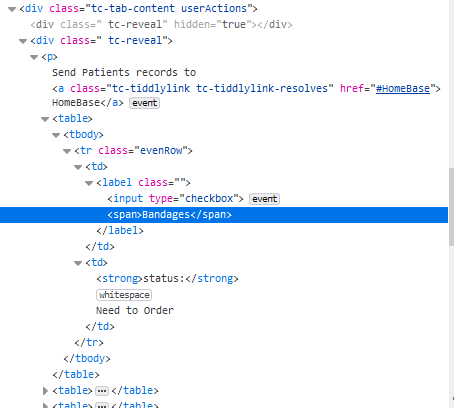 <div class="tc-tab-content userActions">
<div class=" tc-reveal" hidden="true"></div>
<div class=" tc-reveal">
<p>
Send Patients records to
<a class="tc-tiddlylink tc-tiddlylink-resolves" href="#HomeBase">
HomeBase</a> event
<table>
<tbody>
<tr class="evenRow">
<td>
<label class="">
<input type="checkbox"> event
<span>Bandages</span>
</label>
</td>
<td>
<strong>status:</strong>
whitespace
Need to Order
</td>
</tr>
</tbody>
</table>
<table> ••• </table>
<table> ••• </table>